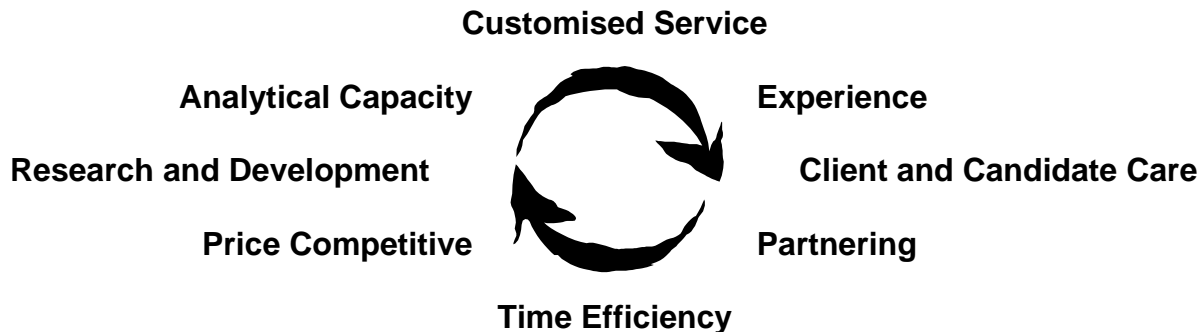 Customised Service
Analytical Capacity
Experience
Research and Development
Client and Candidate Care
Price Competitive
Partnering
Time Efficiency